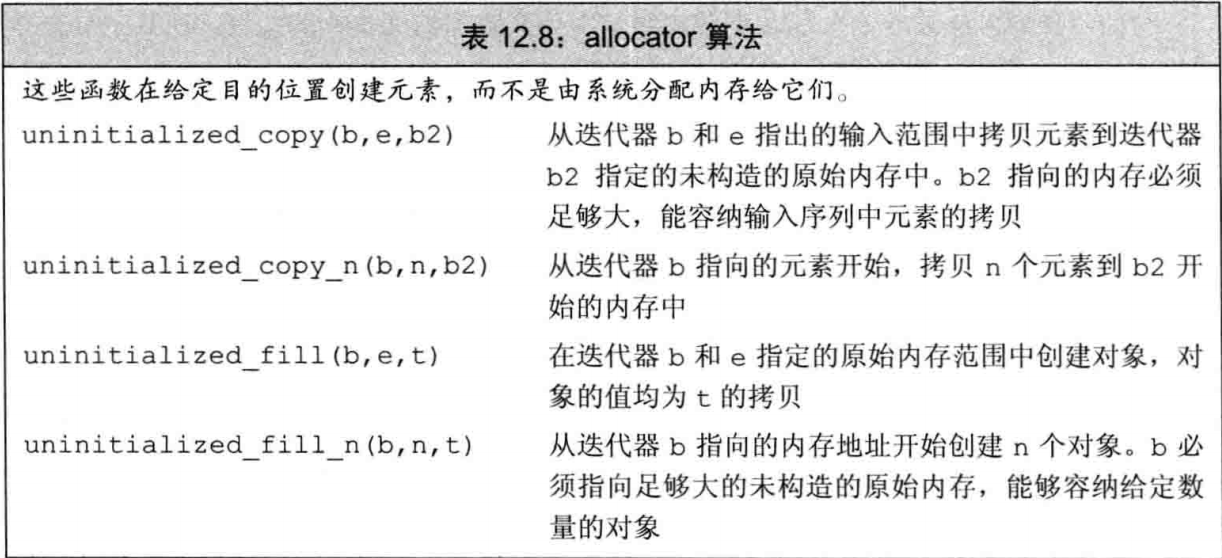 表 12.8：allocator 算法
这些函数在给定目的位置创建元素，而不是由系统分配内存给它们。
uninitialized_copy(b,e,b2) 从迭代器 b 和 e 指出的输入范围中拷贝元素到迭代器
b2 指定的未构造的原始内存中。b2 指向的内存必须
足够大，能容纳输入序列中元素的拷贝
uninitialized_copy_n(b,n,b2) 从迭代器 b 指向的元素开始，拷贝 n 个元素到 b2 开
始的内存中
uninitialized_fill(b,e,t) 在迭代器 b 和 e 指定的原始内存范围中创建对象，对
象的值均为 t 的拷贝
uninitialized_fill_n(b,n,t) 从迭代器 b 指向的内存地址开始创建 n 个对象。b 必
须指向足够大的未构造的原始内存，能够容纳给定数
量的对象